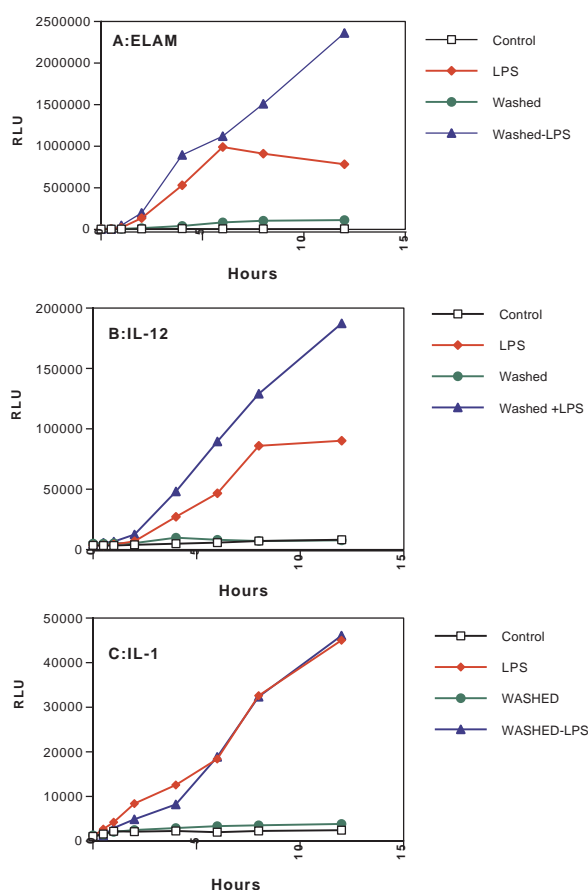 A:ELAM
RLU
2500000
2000000
1500000
1000000
500000
0
0
5
10
15
Hours
Control
LPS
Washed
Washed-LPS
B:IL-12
RLU
200000
150000
100000
50000
0
0
5
10
15
Hours
Control
LPS
Washed
Washed +LPS
C:IL-1
RLU
50000
40000
30000
20000
10000
0
0
5
10
15
Hours
Control
LPS
WASHED
WASHED-LPS